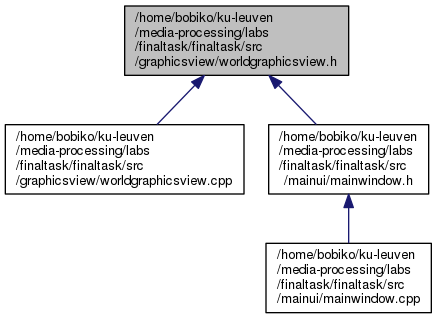 /home/bobiko/ku-leuven
/media-processing/labs
/finaltask/finaltask/src
/graphicsview/worldgraphicsview.h
/home/bobiko/ku-leuven
/media-processing/labs
/finaltask/finaltask/src
/graphicsview/worldgraphicsview.cpp
/home/bobiko/ku-leuven
/media-processing/labs
/finaltask/finaltask/src
/mainui/mainwindow.h
/home/bobiko/ku-leuven
/media-processing/labs
/finaltask/finaltask/src
/mainui/mainwindow.cpp